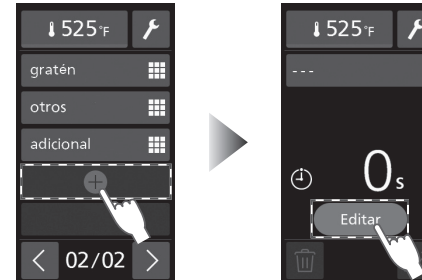 525°F
gratén
otros
adicional
02/02
525°F
---
0s
Editar